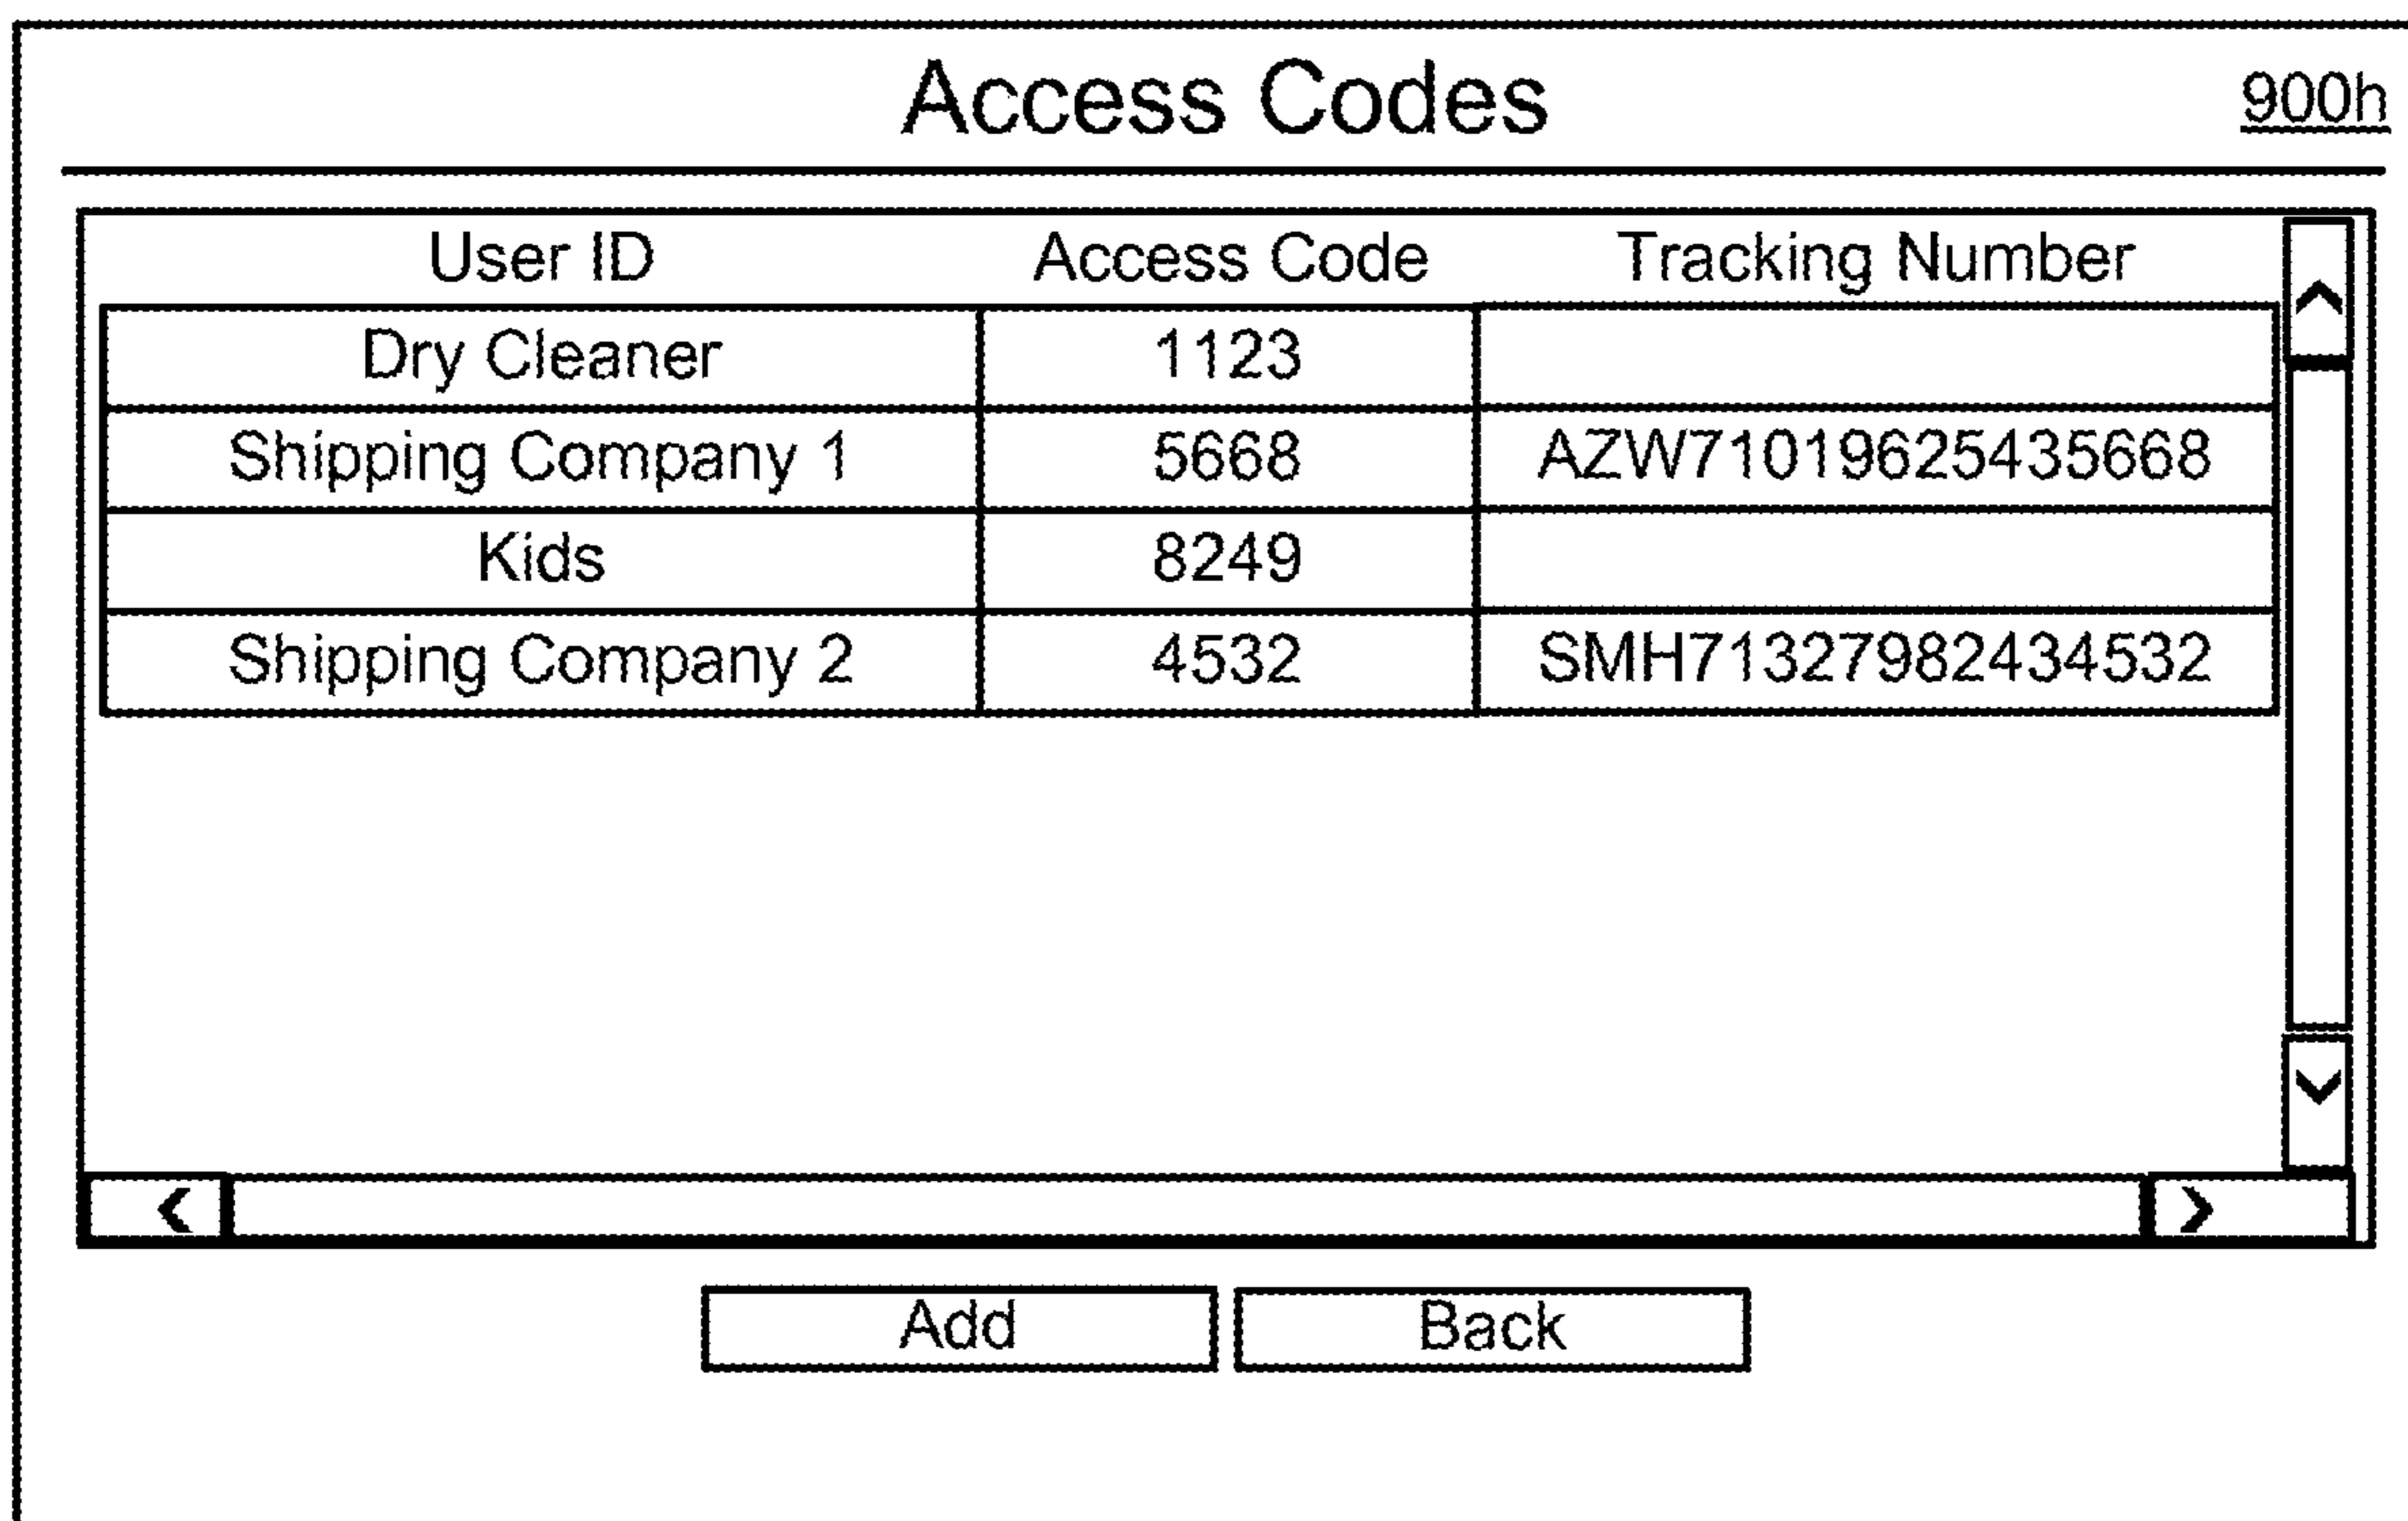 Access Codes
900h
User ID Access Code Tracking Number
Dry Cleaner 1123
Shipping Company 1 5668 AZW71019625435668
Kids 8249
Shipping Company 2 4532 SMH71327982434532
Add Back